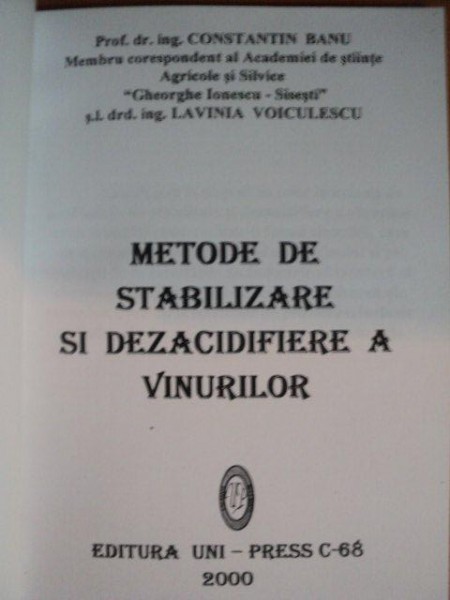 Prof. dr. ing. CONSTANTIN BANU
Membru corespondent al Academiei de ştiinţe
Agricole şi Silvice
"Gheorghe Ionescu - Siseşti"
ş.l. drd. ing. LAVINIA VOICULESCU
METODE DE
STABILIZARE
SI DEZACIDIFIERE A
VINURILOR
EDITURA UNI – PRESS C-68
2000